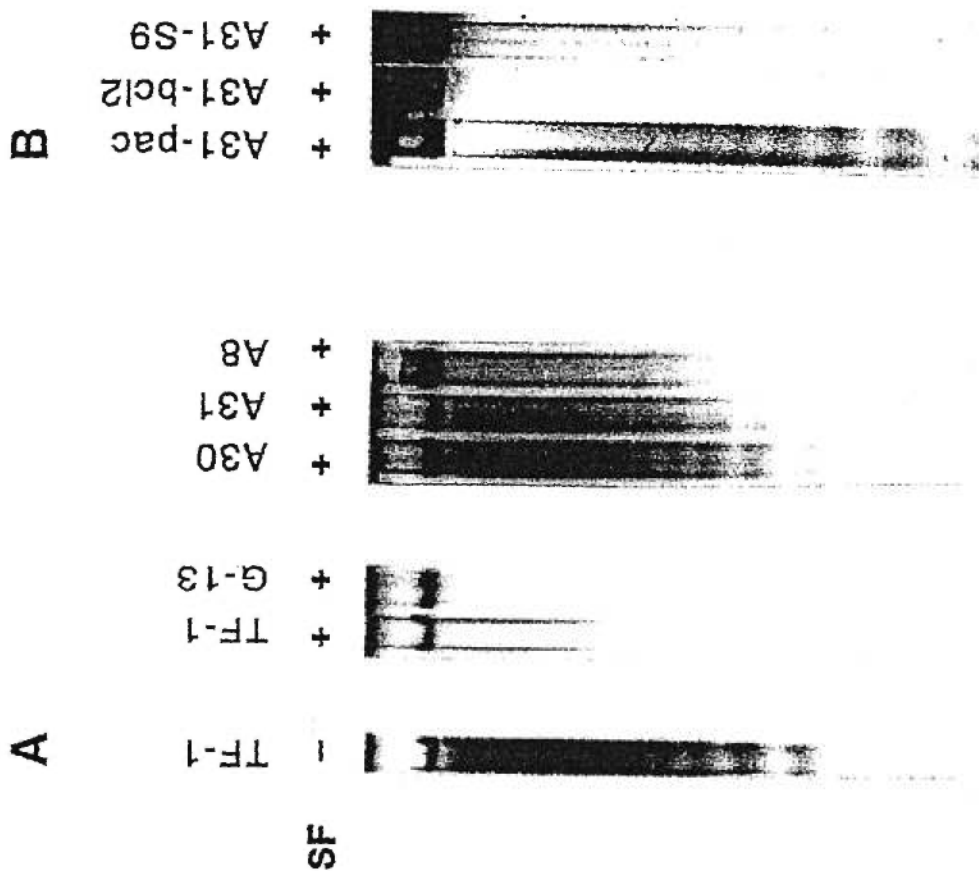 A B
TF-1 TF-1 G-13 A30 A31 A8 A31-pac A31-bcl2 A31-S9
SF - + + + + + + + +